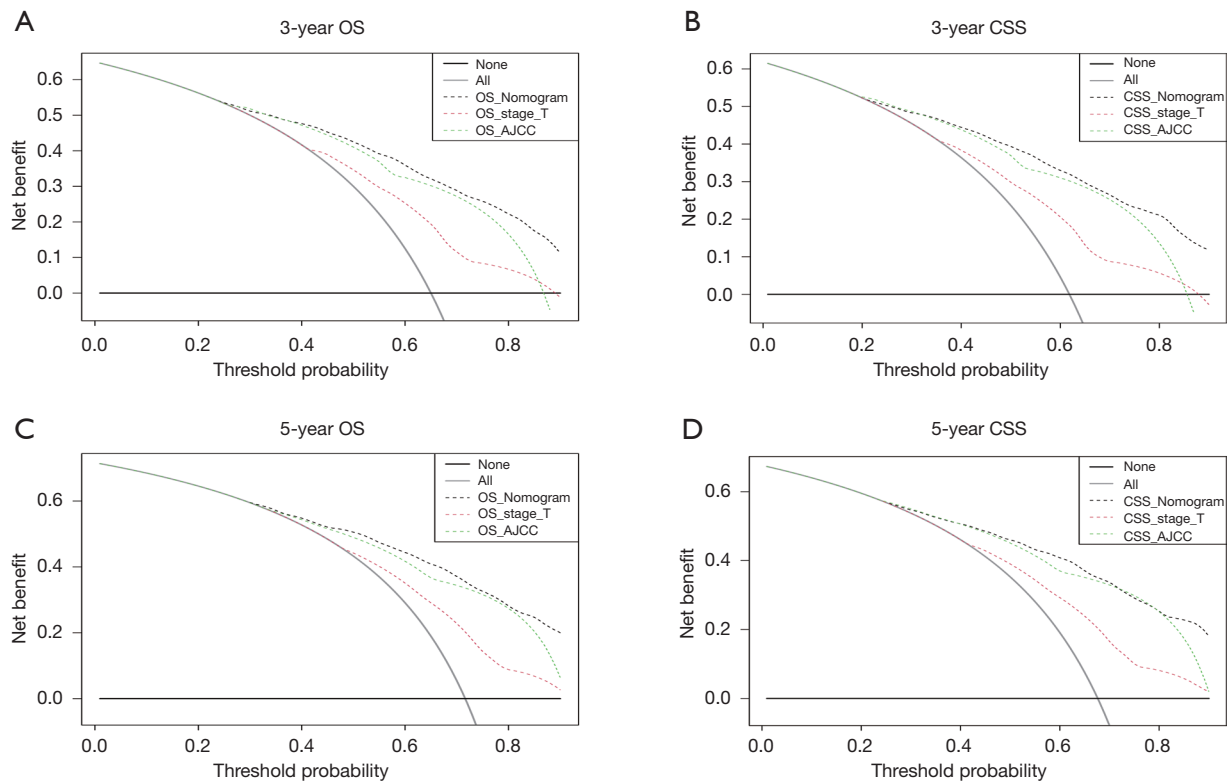 A
3-year OS
None
All
OS_Nomogram
OS_stage_T
OS_AJCC
Net benefit
0.6
0.5
0.4
0.3
0.2
0.1
0.0
0.0 0.2 0.4 0.6 0.8
Threshold probability
B
3-year CSS
None
All
CSS_Nomogram
CSS_stage_T
CSS_AJCC
Net benefit
0.6
0.5
0.4
0.3
0.2
0.1
0.0
0.0 0.2 0.4 0.6 0.8
Threshold probability
C
5-year OS
None
All
OS_Nomogram
OS_stage_T
OS_AJCC
Net benefit
0.6
0.4
0.2
0.0
0.0 0.2 0.4 0.6 0.8
Threshold probability
D
5-year CSS
None
All
CSS_Nomogram
CSS_stage_T
CSS_AJCC
Net benefit
0.6
0.4
0.2
0.0
0.0 0.2 0.4 0.6 0.8
Threshold probability